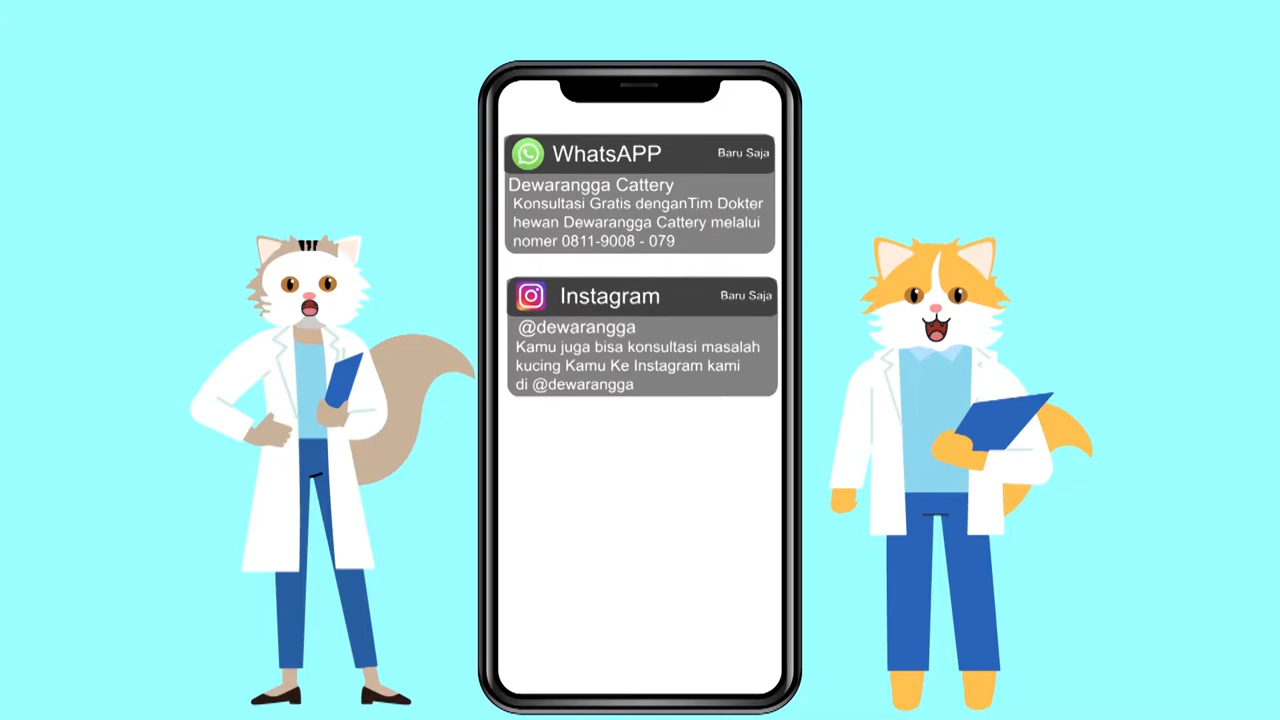 WhatsAPP Baru Saja
Dewarangga Cattery
Konsultasi Gratis denganTim Dokter
hewan Dewarangga Cattery melalui
nomer 0811-9008 - 079
Instagram Baru Saja
@dewarangga
Kamu juga bisa konsultasi masalah
kucing Kamu Ke Instagram kami
di @dewarangga